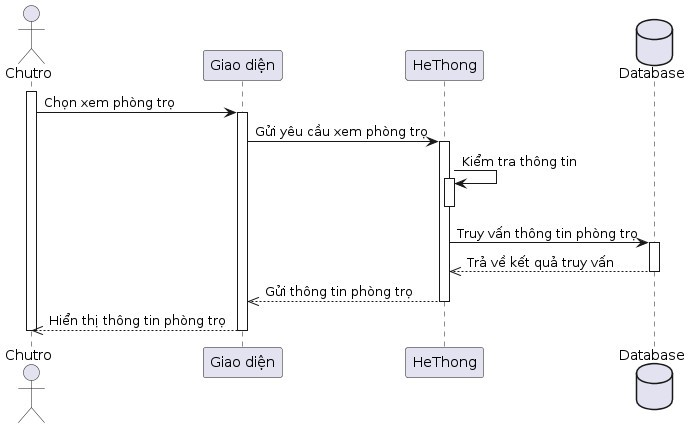 Chutro
Giao diện
HeThong
Database
Chọn xem phòng trọ
Gửi yêu cầu xem phòng trọ
Kiểm tra thông tin
Truy vấn thông tin phòng trọ
Trả về kết quả truy vấn
Gửi thông tin phòng trọ
Hiển thị thông tin phòng trọ
Chutro
Giao diện
HeThong
Database